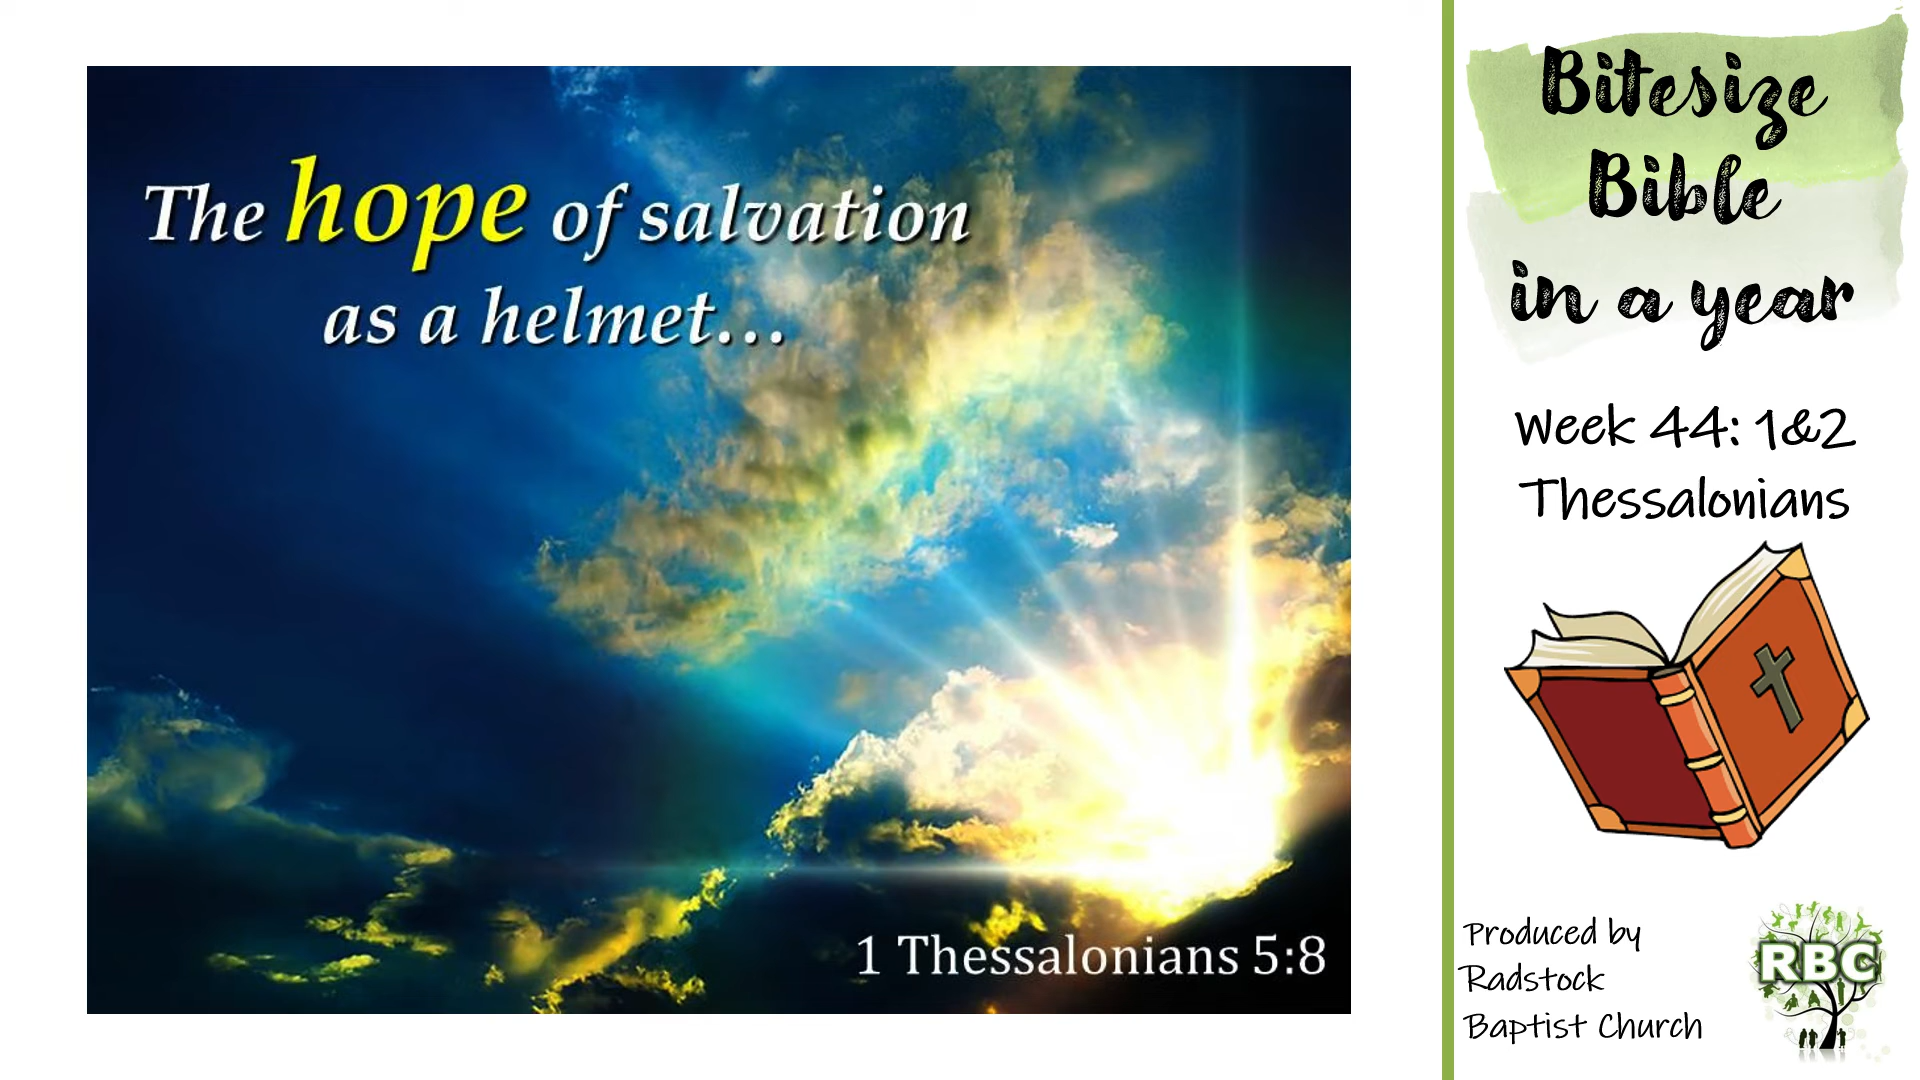 The hope of salvation
as a helmet...
1 Thessalonians 5:8
Bitesize
Bible
in a year
Week 44: 1&2
Thessalonians
Produced by
Radstock
Baptist Church
RBC